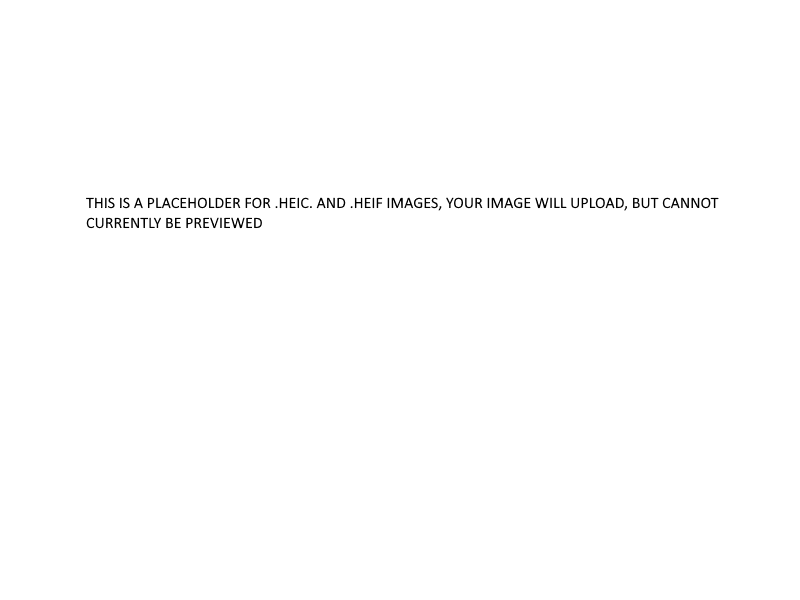 THIS IS A PLACEHOLDER FOR .HEIC. AND .HEIF IMAGES, YOUR IMAGE WILL UPLOAD, BUT CANNOT
CURRENTLY BE PREVIEWED